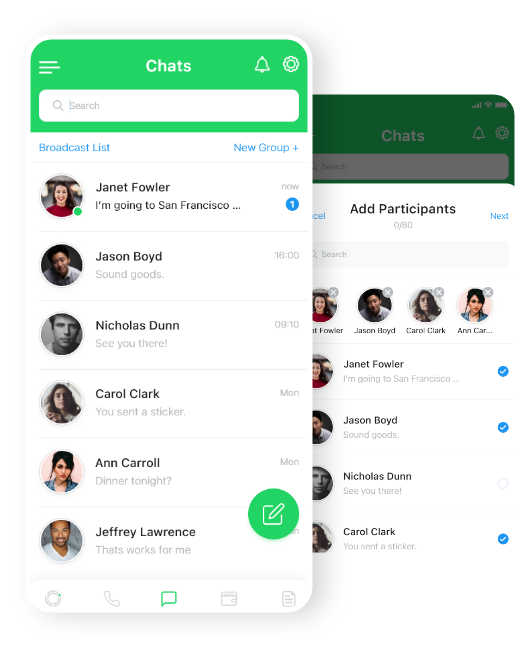 Chats
Search
Broadcast List
New Group +
Janet Fowler
now
I'm going to San Francisco ...
1
Jason Boyd
16:00
Sound goods.
Nicholas Dunn
09:10
See you there!
Carol Clark
Mon
You sent a sticker.
Ann Carroll
Mon
Dinner tonight?
Jeffrey Lawrence
Thats works for me
Chats
Search
Add Participants
Next
0/80
Search
Fowler
Jason Boyd
Carol Clark
Ann Car...
Janet Fowler
I'm going to San Francisco ...
Jason Boyd
Sound goods.
Nicholas Dunn
See you there!
Carol Clark
You sent a sticker.